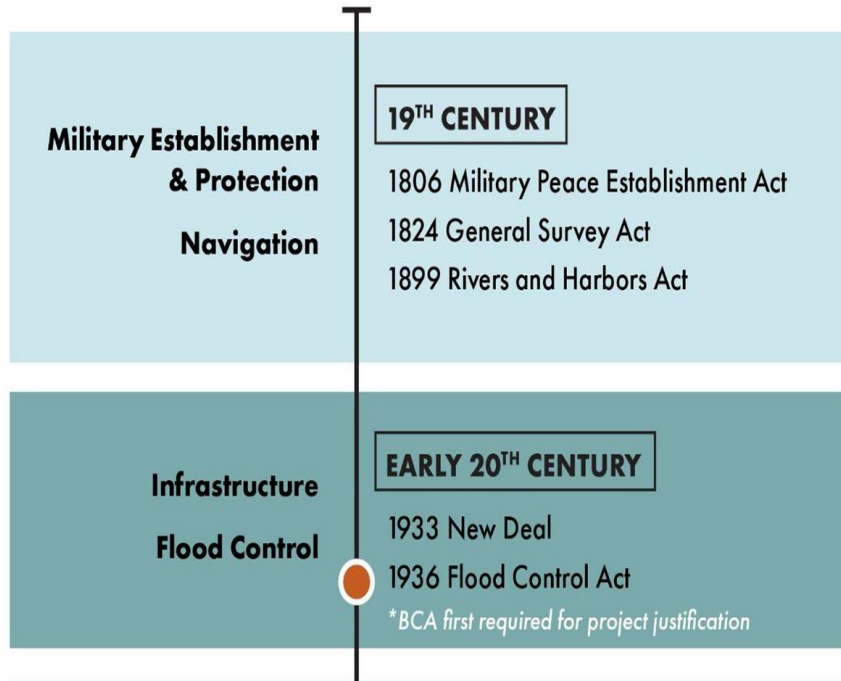 Military Establishment
& Protection
Navigation
19TH CENTURY
1806 Military Peace Establishment Act
1824 General Survey Act
1899 Rivers and Harbors Act
Infrastructure
Flood Control
EARLY 20TH CENTURY
1933 New Deal
1936 Flood Control Act
*BCA first required for project justification